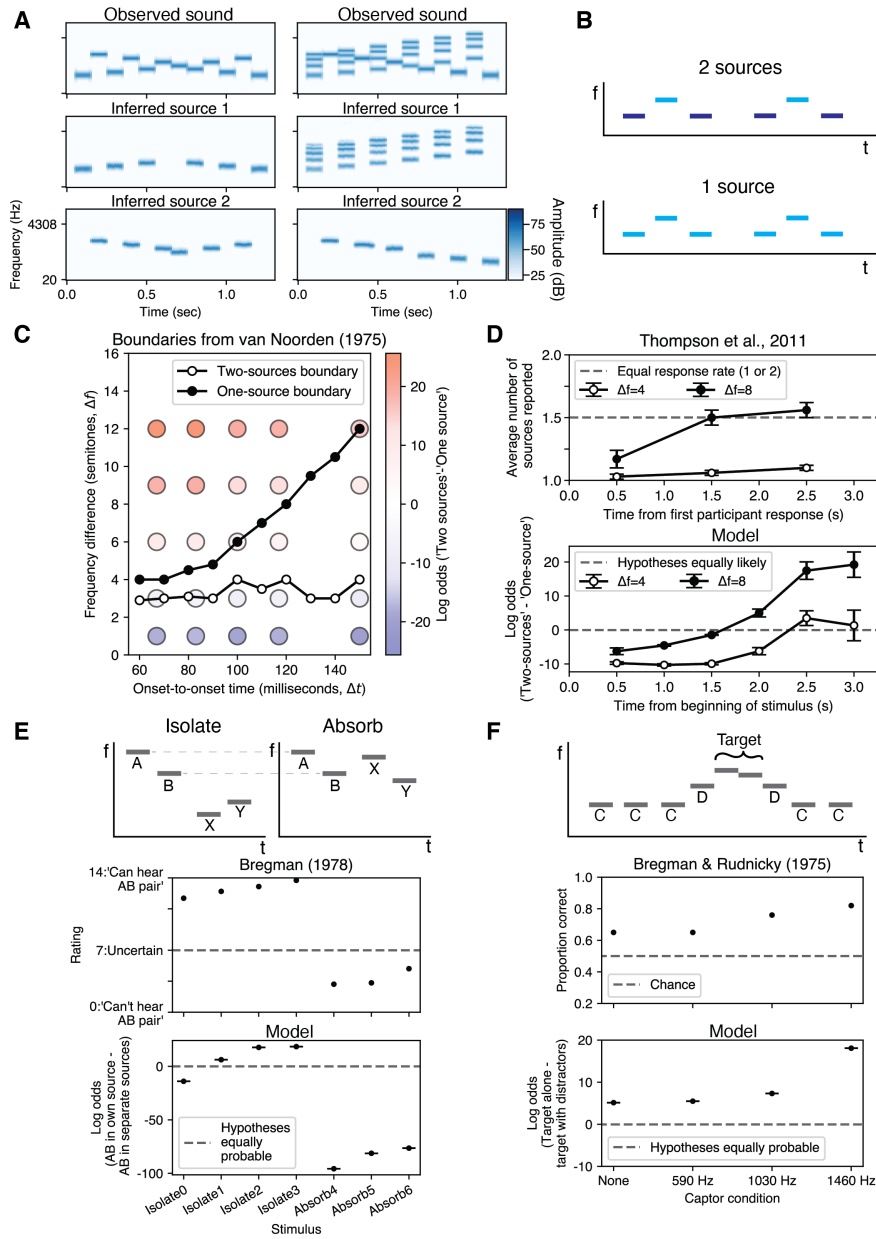 A
Observed sound
Observed sound
Inferred source 1
Inferred source 1
Inferred source 2
Inferred source 2
Frequency (Hz)
4308
20
0.0
0.5
1.0
Time (sec)
0.0
0.5
1.0
Time (sec)
75
50
25
Amplitude (dB)
B
2 sources
f
t
1 source
f
t
C
Boundaries from van Noorden (1975)
Two-sources boundary
One-source boundary
Frequency difference (semitones, Δf)
16
14
12
10
8
6
4
2
0
60
80
100
120
140
Onset-to-onset time (milliseconds, Δt)
20
10
0
-10
-20
Log odds ('Two sources'-'One source')
D
Thompson et al., 2011
Equal response rate (1 or 2)
Δf=4
Δf=8
Average number of
sources reported
2.0
1.5
1.0
0.0
0.5
1.5
2.0
2.5
3.0
Time from first participant response (s)
Model
Hypotheses equally likely
Δf=4
Δf=8
Log odds
('Two-sources' - 'One-source')
20
10
0
-10
0.0
0.5
1.0
1.5
2.0
2.5
3.0
Time from beginning of stimulus (s)
E
Isolate
Absorb
f
A
B
X
Y
t
f
A
B
X
Y
t
Bregman (1978)
14:'Can hear
AB pair'
7:Uncertain
0:'Can't hear
AB pair'
Rating
Model
Log odds
(AB in own source -
AB in separate sources)
0
-50
-100
Hypotheses
equally
probable
Isolate0
Isolate1
Isolate2
Isolate3
Absorb4
Absorb5
Absorb6
Stimulus
F
Target
f
C
C
C
D
D
C
C
t
Bregman & Rudnicky (1975)
Proportion correct
1.0
0.8
0.6
0.4
0.2
Chance
Model
Log odds
(Target alone -
target with distractors)
20
10
0
-10
Hypotheses equally probable
None
590 Hz
1030 Hz
1460 Hz
Captor condition